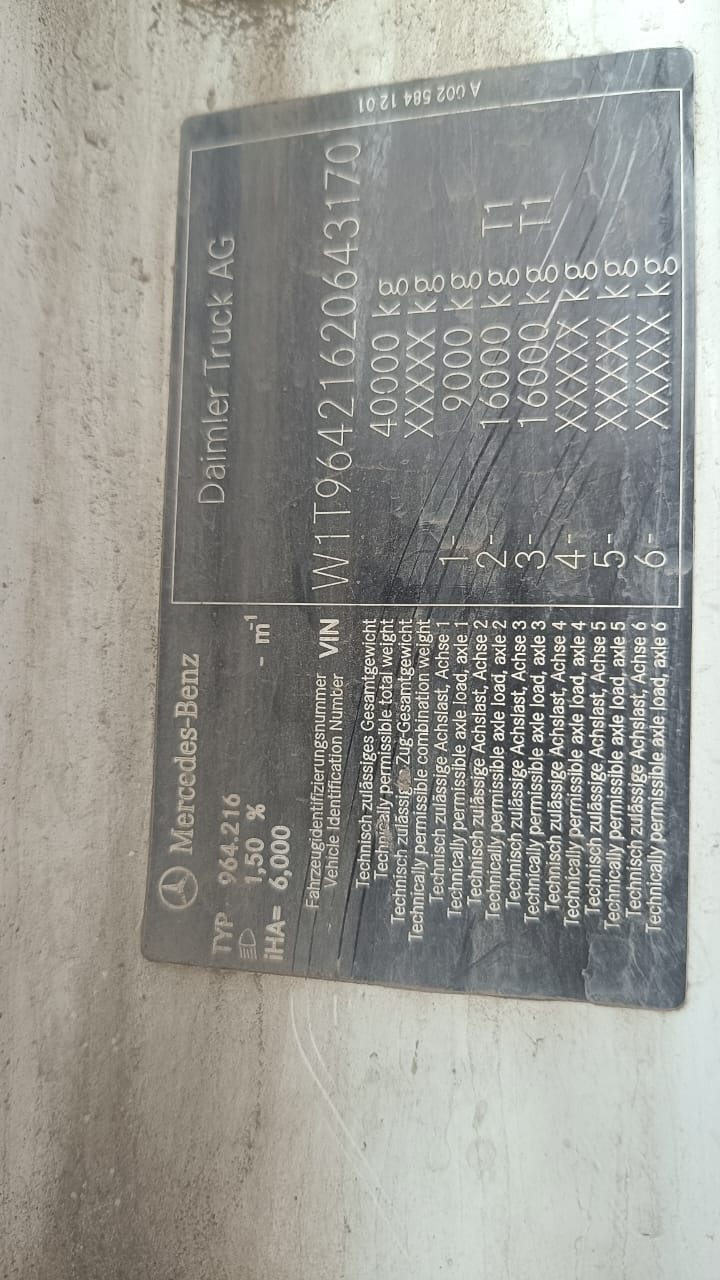 A 002 584 12 01
Mercedes-Benz
Daimler Truck AG
TYP 964.216
1,50 %
iHA= 6,000 - m⁻¹
Fahrzeugidentifizierungsnummer
Vehicle Identification Number VIN W1T96421620643170
Technisch zulässiges Gesamtgewicht
Technically permissible total weight 40000 kg
Technisch zulässiges Zug-Gesamtgewicht
Technically permissible combination weight XXXXX kg
Technisch zulässige Achslast, Achse 1
Technically permissible axle load, axle 1 1- 9000 kg
Technisch zulässige Achslast, Achse 2
Technically permissible axle load, axle 2 2- 16000 kg T1
Technisch zulässige Achslast, Achse 3
Technically permissible axle load, axle 3 3- 16000 kg T1
Technisch zulässige Achslast, Achse 4
Technically permissible axle load, axle 4 4- XXXXX kg
Technisch zulässige Achslast, Achse 5
Technically permissible axle load, axle 5 5- XXXXX kg
Technisch zulässige Achslast, Achse 6
Technically permissible axle load, axle 6 6- XXXXX kg